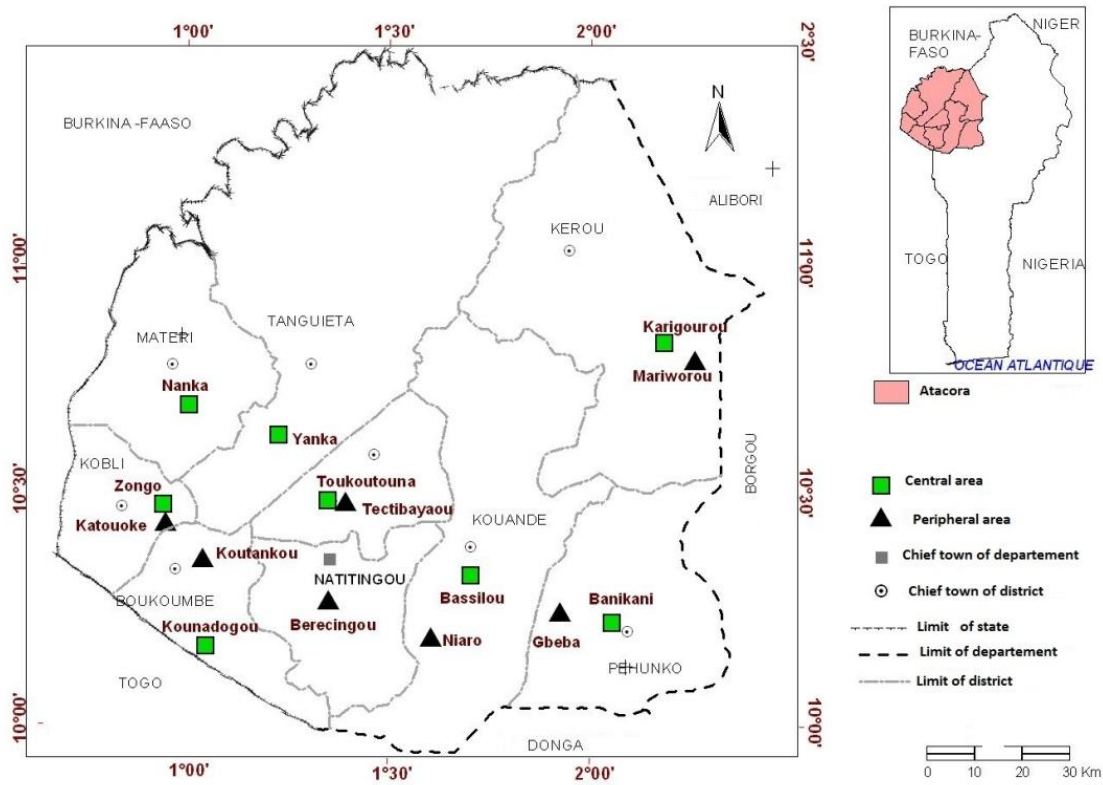 1°00' 1°30' 2°00' 2°30'
N
BURKINA-FAASO
ALIBORI
KEROU
11°00' 11°00'
TANGUIETA
MATERI
Karigourou
Mariworou
Nanka
Yanka
KOBLI
BORGOU
Zongo
Toukoutouna
Tectibayaou
10°30' 10°30'
KOUANDE
Katouoke
Koutankou
NATITINGOU
BOUKOUMBE
Bassilou
Banikani
Kounadogou
Berecingou
Niaro
Gbeba
PEHUNKO
TOGO
10°00' 10°00'
DONGA
1°00' 1°30' 2°00'
BURKINA-
FASO
NIGER
TOGO
NIGERIA
OCEAN ATLANTIQUE
Atacora
Central area
Peripheral area
Chief town of departement
Chief town of district
Limit of state
Limit of departement
Limit of district
0 10 20 30 Km